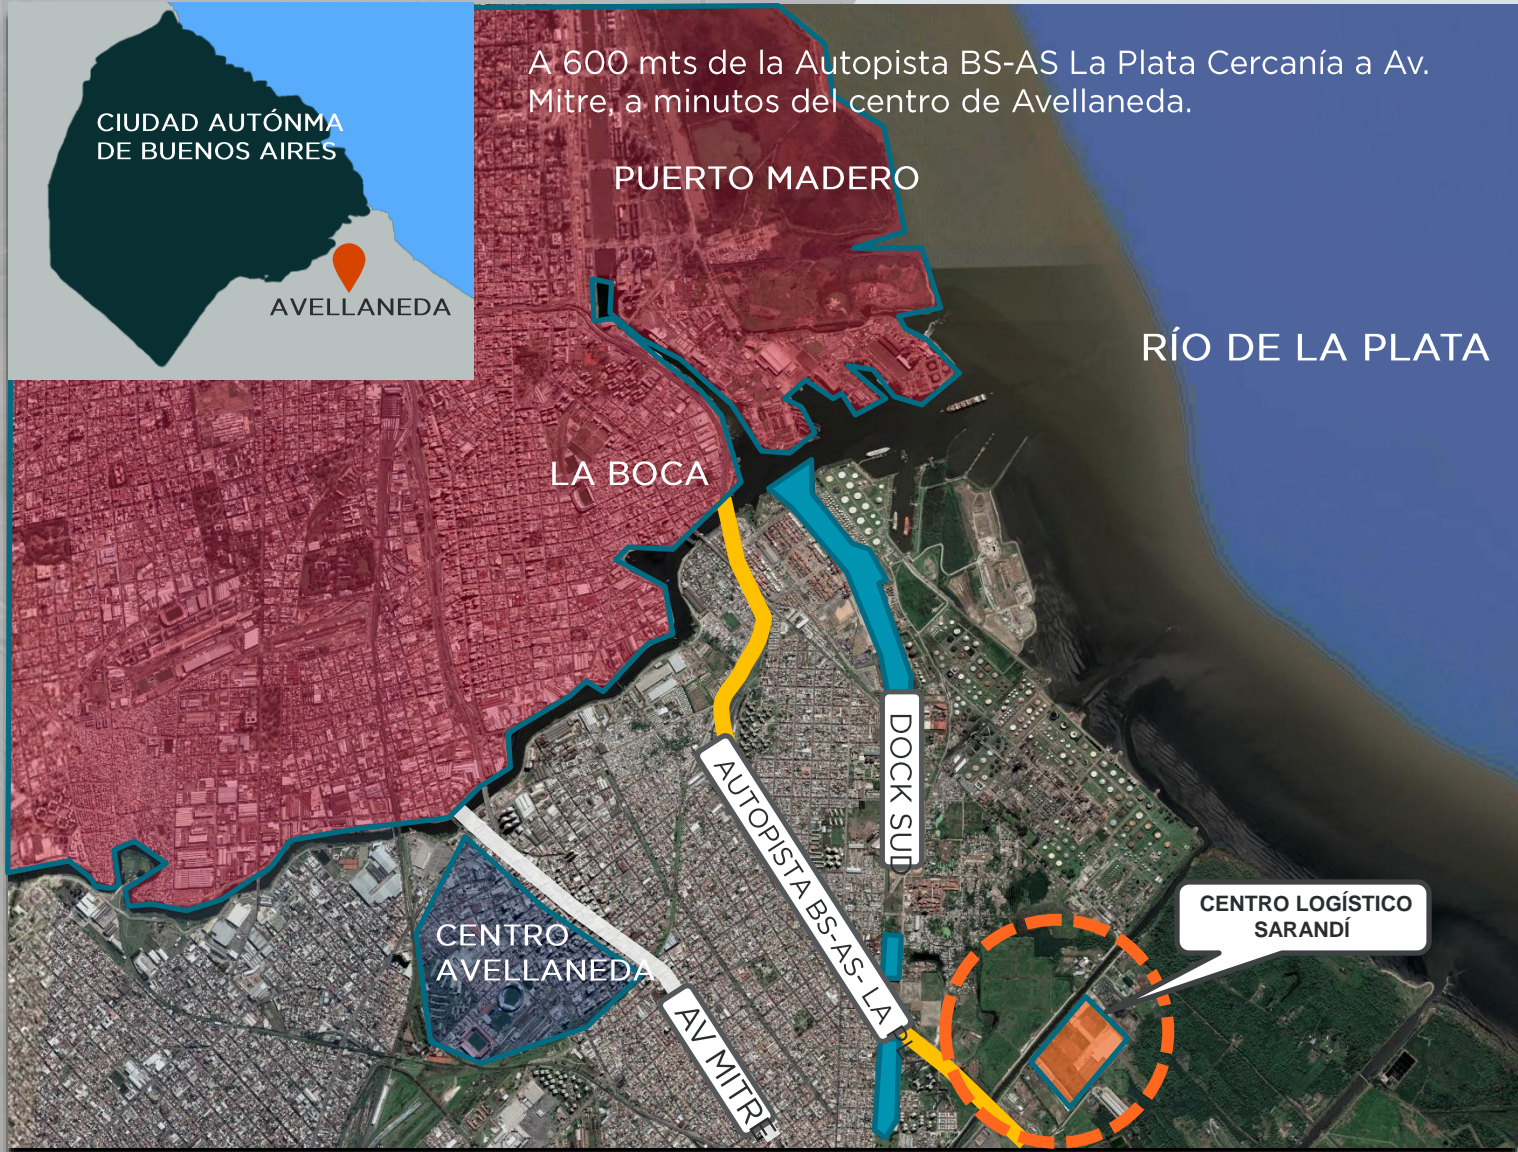 A 600 mts de la Autopista BS-AS La Plata Cercanía a Av.
Mitre, a minutos del centro de Avellaneda.
CIUDAD AUTÓNMA
DE BUENOS AIRES
AVELLANEDA
PUERTO MADERO
RÍO DE LA PLATA
LA BOCA
DOCK SUD
AUTOPISTA BS-AS- LA PL
CENTRO LOGÍSTICO
SARANDÍ
CENTRO
AVELLANEDA
AV MITRE